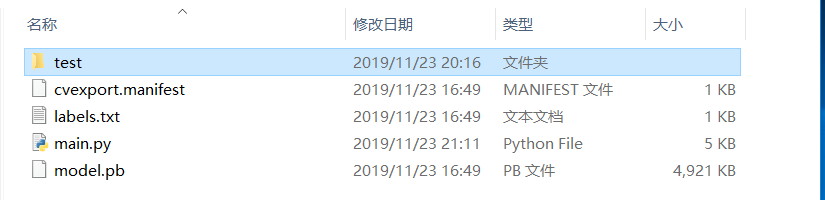 名称 修改日期 类型 大小
test 2019/11/23 20:16 文件夹
cvexport.manifest 2019/11/23 16:49 MANIFEST 文件 1 KB
labels.txt 2019/11/23 16:49 文本文档 1 KB
main.py 2019/11/23 21:11 Python File 5 KB
model.pb 2019/11/23 16:49 PB 文件 4,921 KB